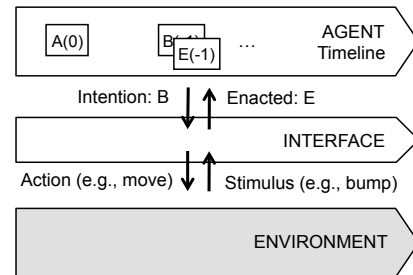 AGENT
Timeline
A(0)
E(-1)
…
Intention: B
Enacted: E
INTERFACE
Action (e.g., move)
Stimulus (e.g., bump)
ENVIRONMENT